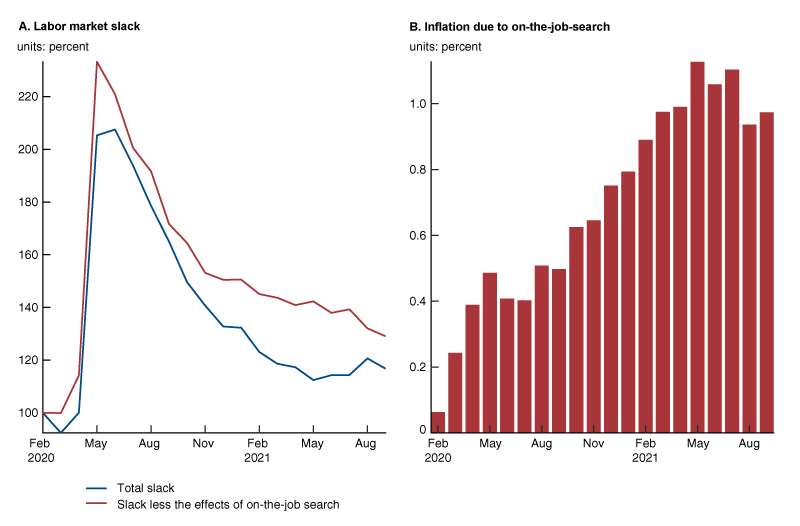 A. Labor market slack
units: percent
220
200
180
160
140
120
100
Feb May Aug Nov Feb May Aug
2020 2021
B. Inflation due to on-the-job-search
units: percent
1.0
0.8
0.6
0.4
0.2
0
Feb May Aug Nov Feb May Aug
2020 2021
Total slack
Slack less the effects of on-the-job search